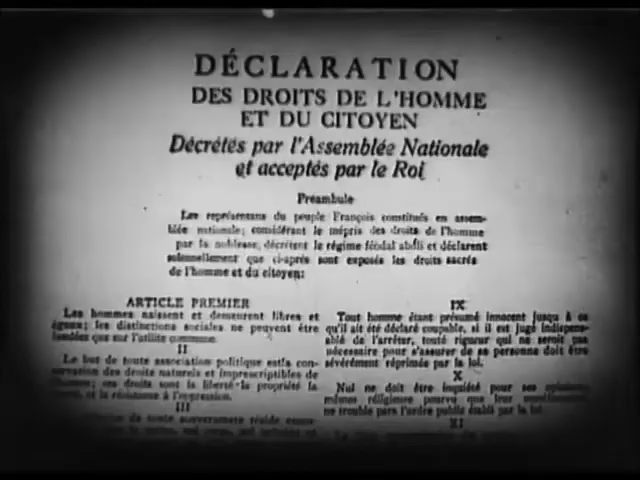 DÉCLARATION
DES DROITS DE L'HOMME
ET DU CITOYEN
Décrétés par l'Assemblée Nationale
et acceptés par le Roi
Préambule
Les représentans du peuple François constitués en assem-
blée nationale; considérant le mépris des droits de l'homme
par la noblesse, décrètent le régime féodal aboli et déclarent
solennellement que ci-après sont exposés les droits sacrés
de l'homme et du citoyen:
ARTICLE PREMIER
Les hommes naissent et demeurent libres et
égaux; les distinctions sociales ne peuvent être
fondées que sur l'utilité commune.
II
Le but de toute association politique est la con-
servation des droits naturels et imprescriptibles de
l'homme; ces droits sont la liberté la propriété la
et la résistance à l'oppression.
III
de toute souveraineté réside
IX
Tout homme étant présumé innocent jusqu'à ce
qu'il ait été déclaré coupable, si il est jugé indispen-
able de l'arrêter, toute rigueur qui ne seroit pas
nécessaire pour s'assurer de sa personne doit être
sévèrement réprimée par la loi.
X
Nul ne doit être inquiété pour ses opinions
mêmes réligieuses pourvu que leur manifestation
ne trouble pas l'ordre public établi par la loi.
XI